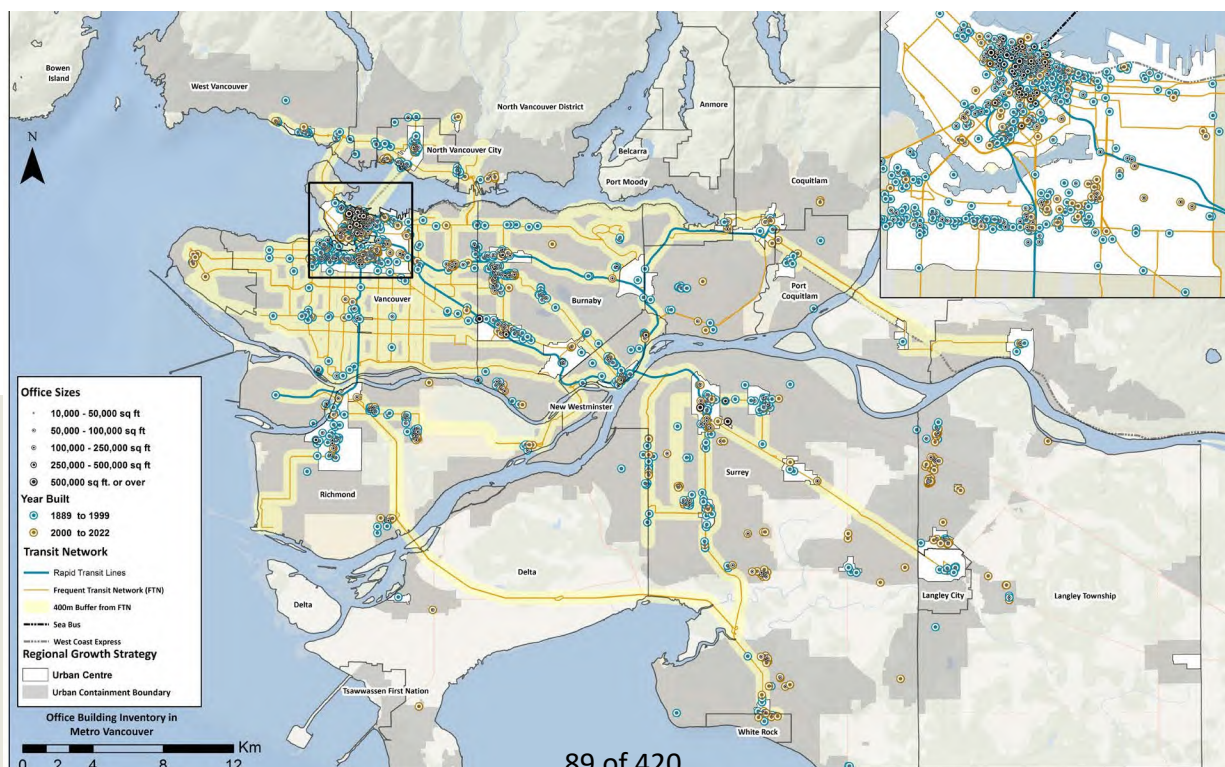 Bowen
Island
West Vancouver
North Vancouver District
Anmore
N
North Vancouver City
Belcarra
Port Moody
Coquitlam
Vancouver
Burnaby
Port
Coquitlam
New Westminster
Surrey
Richmond
Delta
Delta
Langley City
Langley Township
Tsawwassen First Nation
White Rock
Office Sizes
10,000 - 50,000 sq ft
50,000 - 100,000 sq ft
100,000 - 250,000 sq ft
250,000 - 500,000 sq ft
500,000 sq ft. or over
Year Built
1889 to 1999
2000 to 2022
Transit Network
Rapid Transit Lines
Frequent Transit Network (FTN)
400m Buffer from FTN
Sea Bus
West Coast Express
Regional Growth Strategy
Urban Centre
Urban Containment Boundary
Office Building Inventory in
Metro Vancouver
Km
0 2 4 8 12
89 of 420